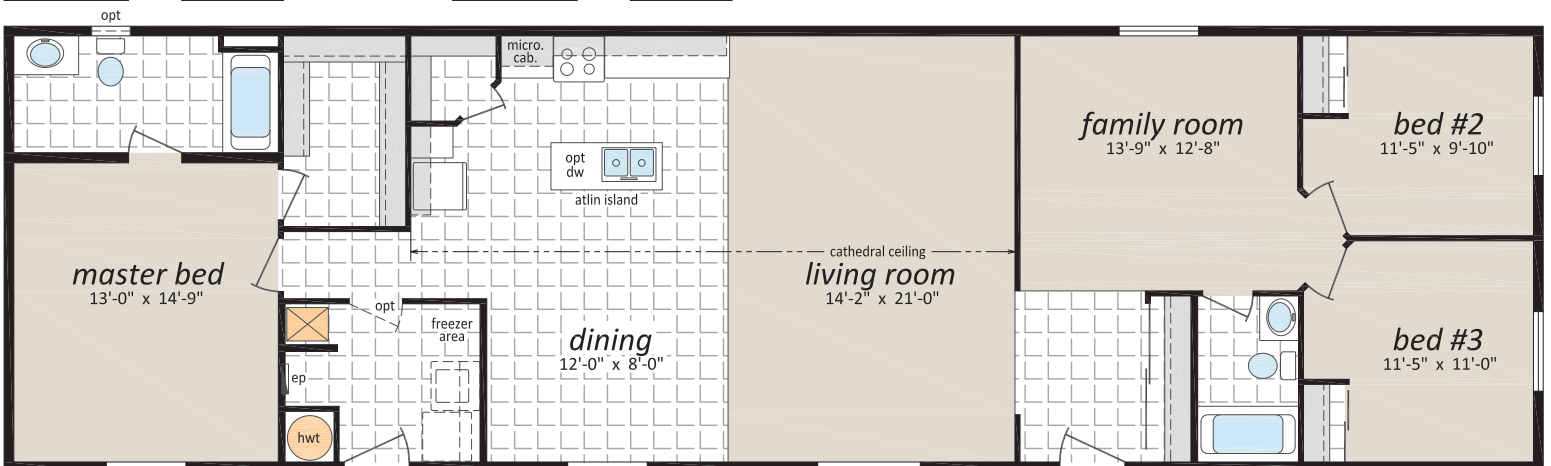 opt
micro.
cab.
family room
13'-9" x 12'-8"
bed #2
11'-5" x 9'-10"
opt
dw
atlin island
cathedral ceiling
master bed
13'-0" x 14'-9"
living room
14'-2" x 21'-0"
opt
freezer
area
dining
12'-0" x 8'-0"
bed #3
11'-5" x 11'-0"
ep
hwt